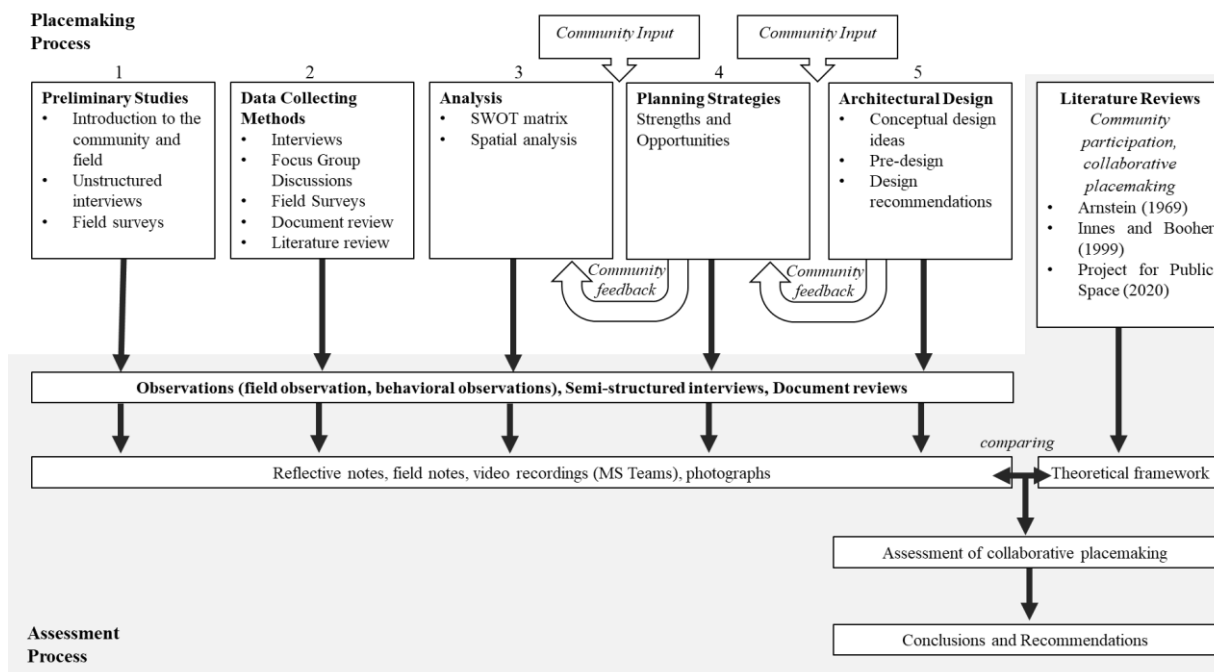 Placemaking
Process
Community Input
Community Input
1
2
3
4
5
Preliminary Studies
• Introduction to the
community and
field
• Unstructured
interviews
• Field surveys
Data Collecting
Methods
• Interviews
• Focus Group
Discussions
• Field Surveys
• Document review
• Literature review
Analysis
• SWOT matrix
• Spatial analysis
Planning Strategies
Strengths and
Opportunities
Architectural Design
• Conceptual design
ideas
• Pre-design
• Design
recommendations
Literature Reviews
Community
participation,
collaborative
placemaking
• Arnstein (1969)
• Innes and Booher
(1999)
• Project for Public
Space (2020)
Community
feedback
Community
feedback
Observations (field observation, behavioral observations), Semi-structured interviews, Document reviews
comparing
Reflective notes, field notes, video recordings (MS Teams), photographs
Theoretical framework
Assessment of collaborative placemaking
Conclusions and Recommendations
Assessment
Process